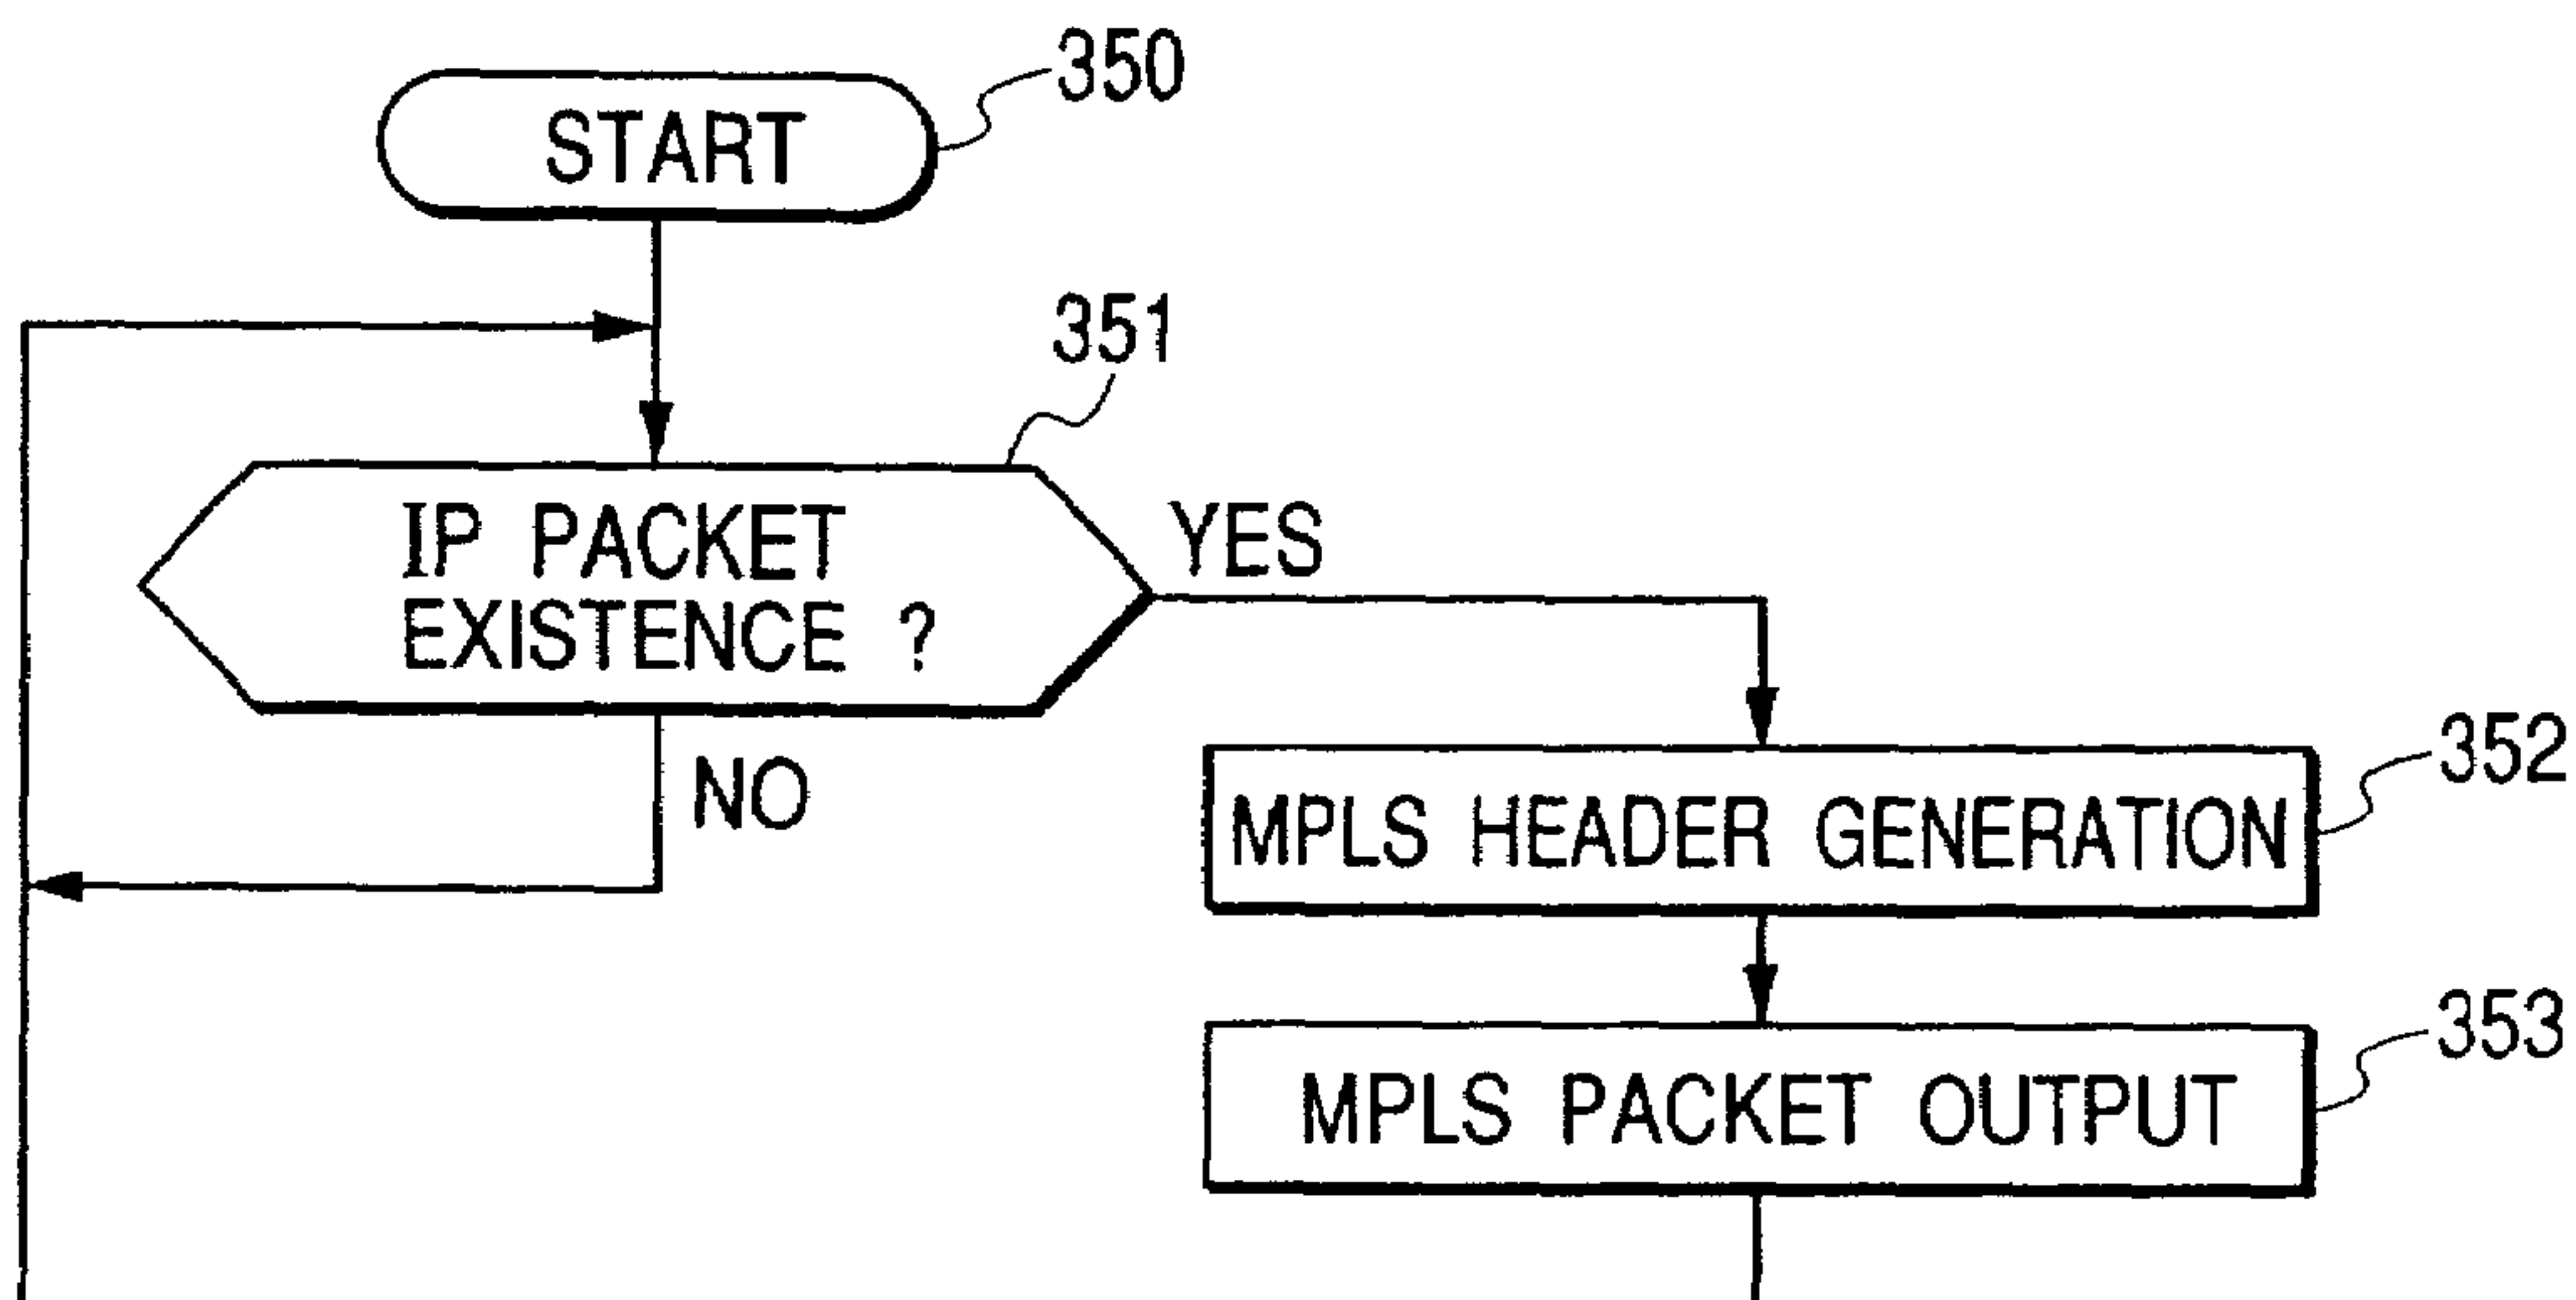 350
START
351
IP PACKET
EXISTENCE ?
YES
NO
352
MPLS HEADER GENERATION
353
MPLS PACKET OUTPUT